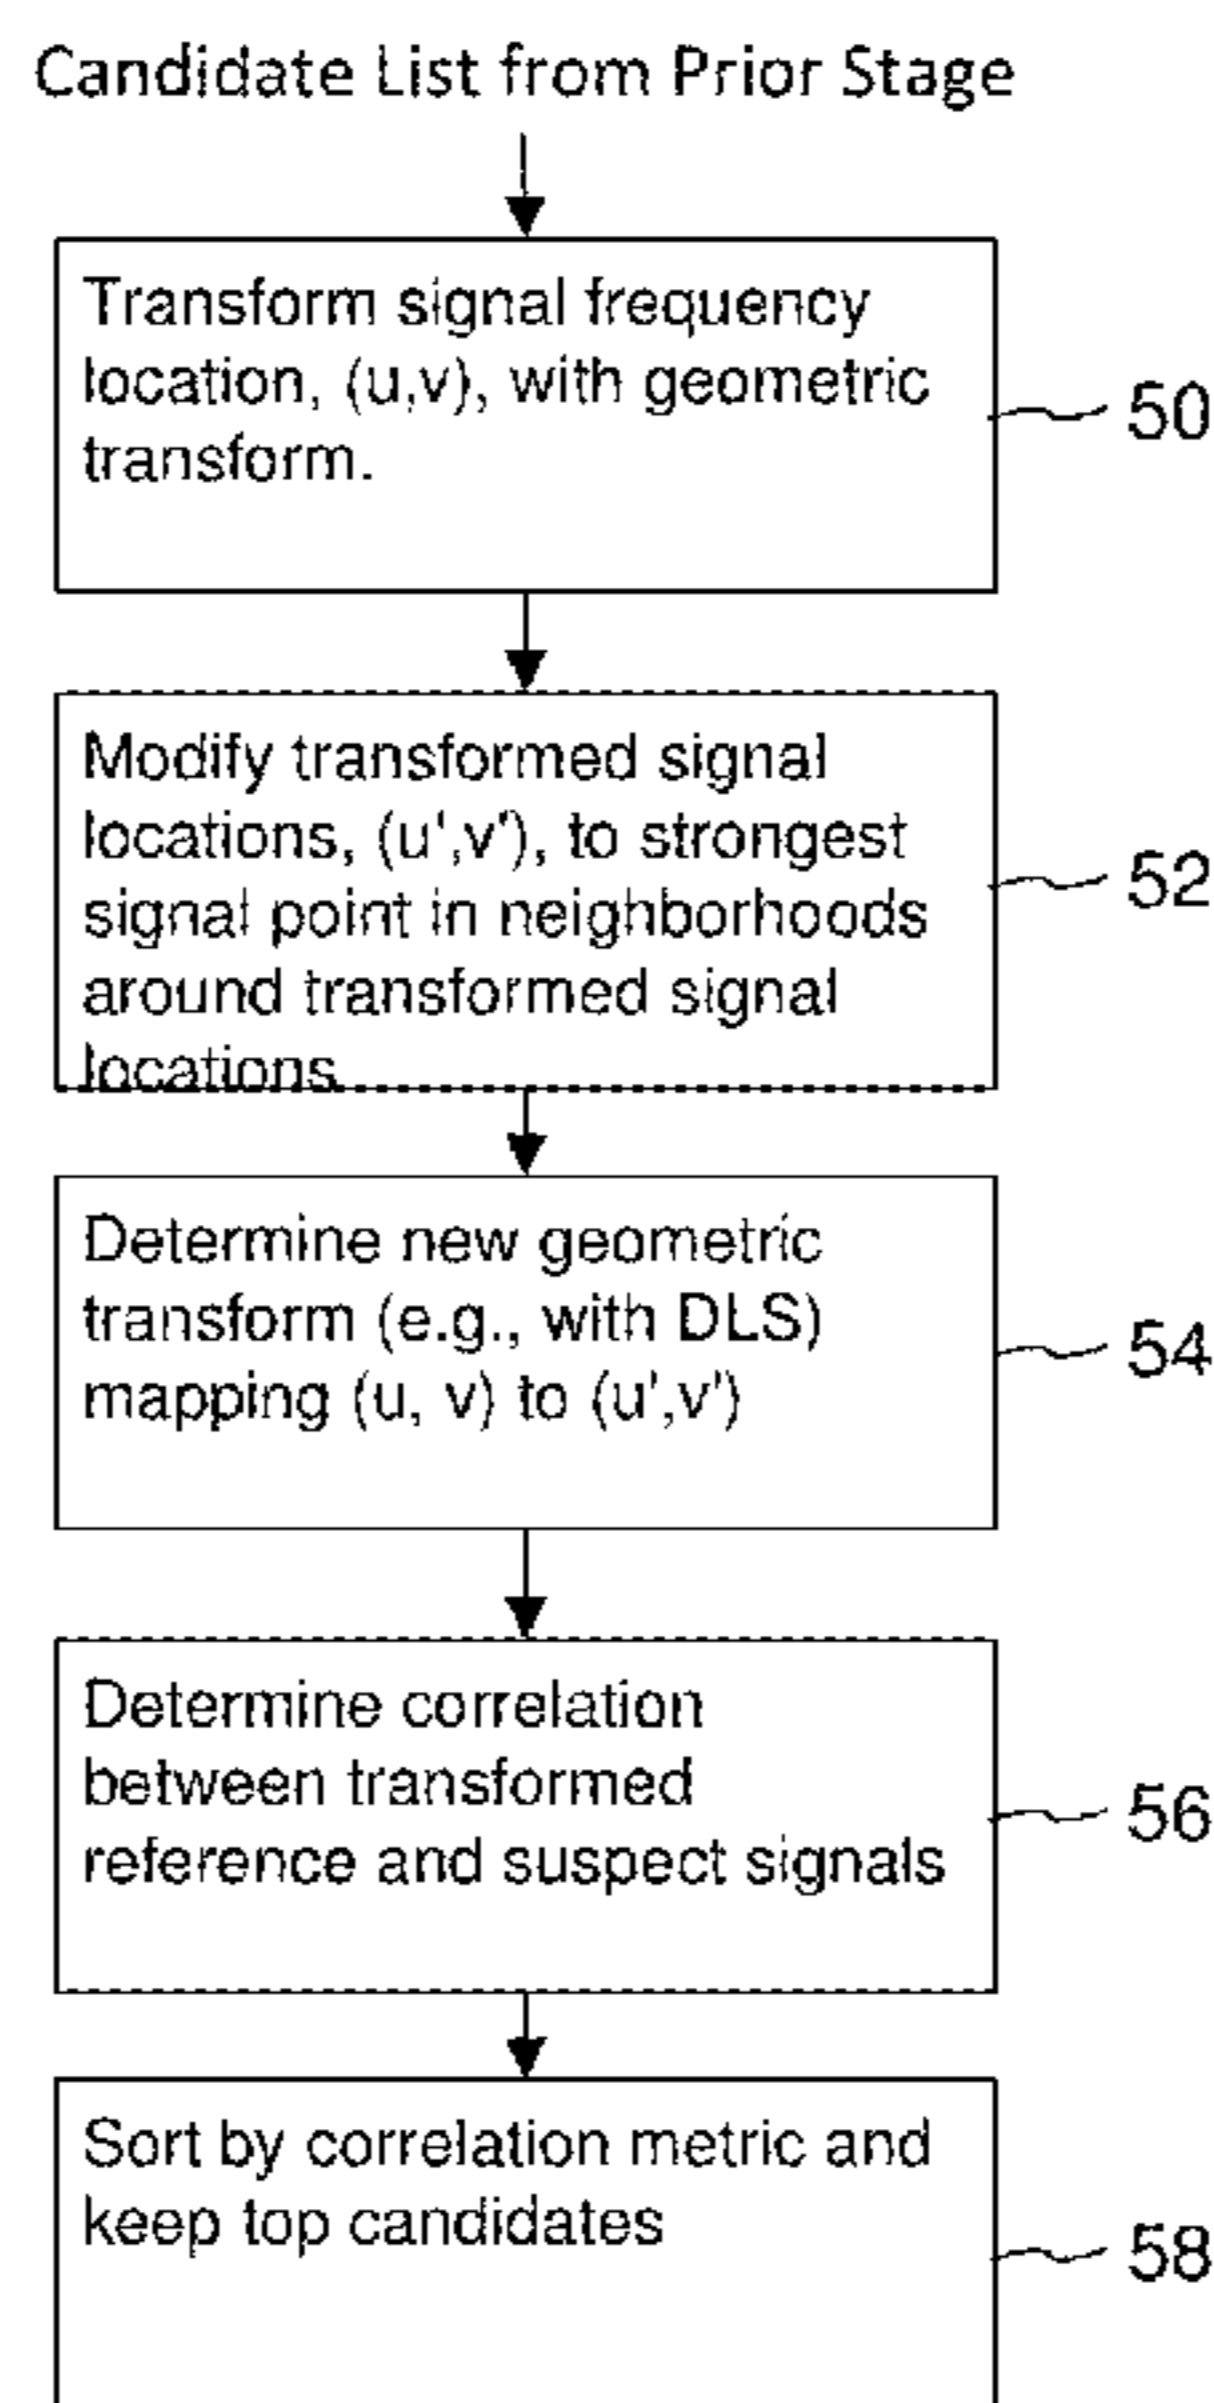 Candidate List from Prior Stage
Transform signal frequency
location, (u,v), with geometric
transform.
50
Modify transformed signal
locations, (u',v'), to strongest
signal point in neighborhoods
around transformed signal
locations
52
Determine new geometric
transform (e.g., with DLS)
mapping (u, v) to (u',v')
54
Determine correlation
between transformed
reference and suspect signals
56
Sort by correlation metric and
keep top candidates
58